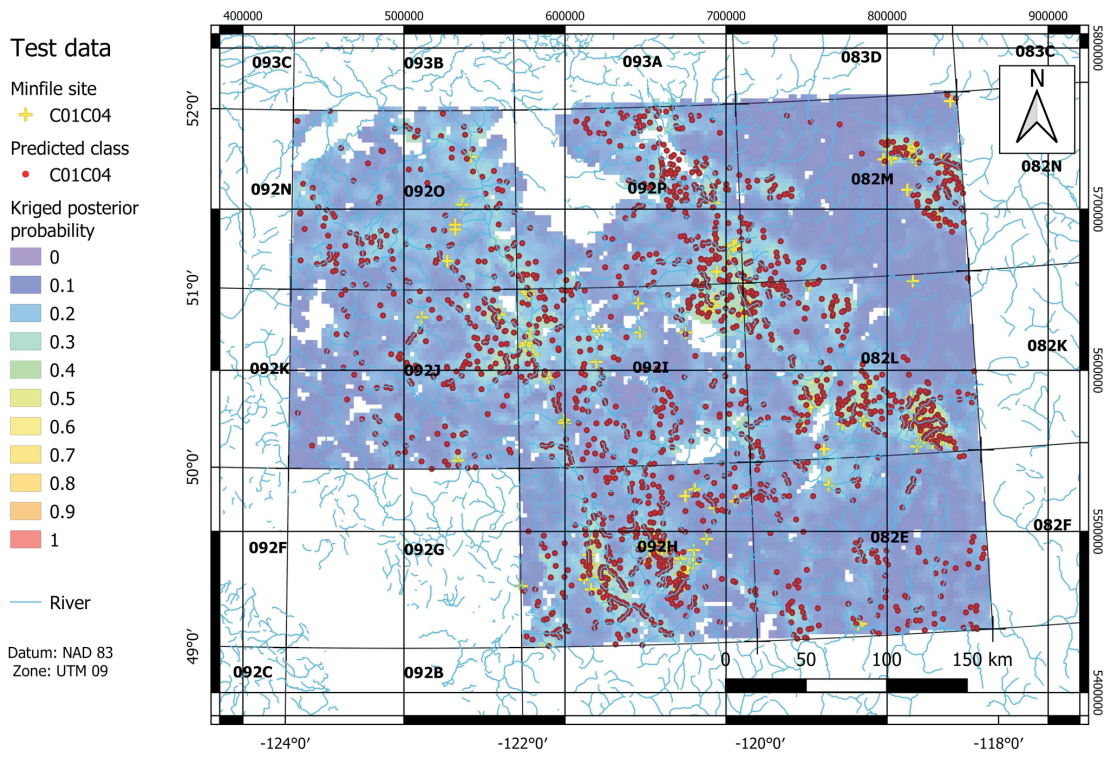 Test data
Minfile site
C01C04
Predicted class
C01C04
Kriged posterior
probability
0
0.1
0.2
0.3
0.4
0.5
0.6
0.7
0.8
0.9
1
River
Datum: NAD 83
Zone: UTM 09
400000 500000 600000 700000 800000 900000
093C 093B 093A 083D 083C
N
092N 092O 092P 082M 082N
092K 092J 092I 082L 082K
092F 092G 092H 082E 082F
092C 092B
52°0′
51°0′
50°0′
49°0′
5800000
5700000
5600000
5500000
5400000
0 50 100 150 km
-124°0′ -122°0′ -120°0′ -118°0′